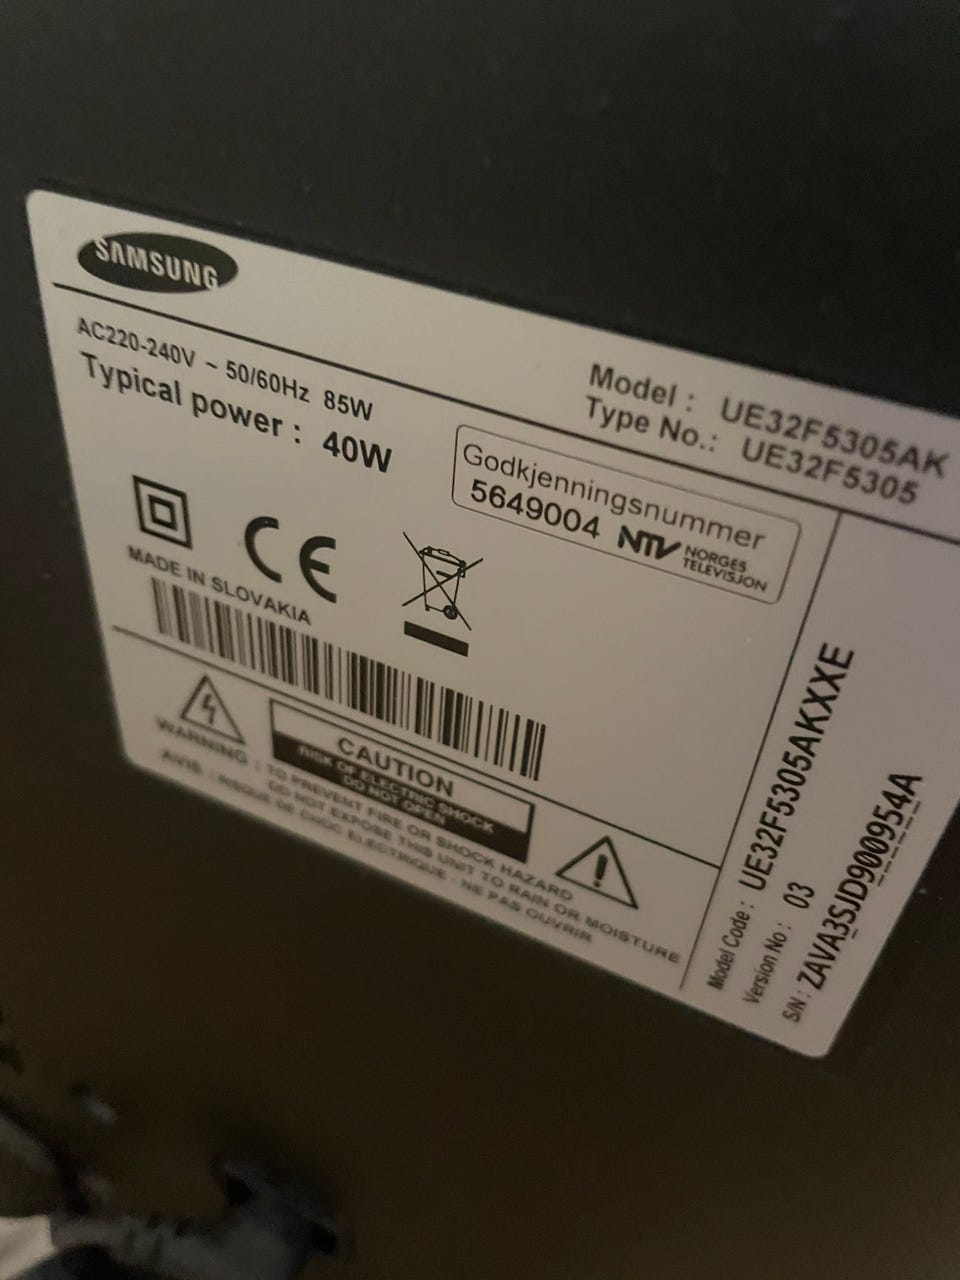 SAMSUNG
Model : UE32F5305AK
Type No.: UE32F5305
AC220-240V ~ 50/60Hz 85W
Typical power : 40W
Godkjenningsnummer
5649004 NTV NORGES
TELEVISJON
CE
MADE IN SLOVAKIA
CAUTION
RISK OF ELECTRIC SHOCK
DO NOT OPEN
WARNING : TO PREVENT FIRE OR SHOCK HAZARD
DO NOT EXPOSE THIS UNIT TO RAIN OR MOISTURE
AVIS : RISQUE DE CHOC ELECTRIQUE - NE PAS OUVRIR
Model Code : UE32F5305AKXXE
Version No : 03
S/N : ZAVA3SJD900954A